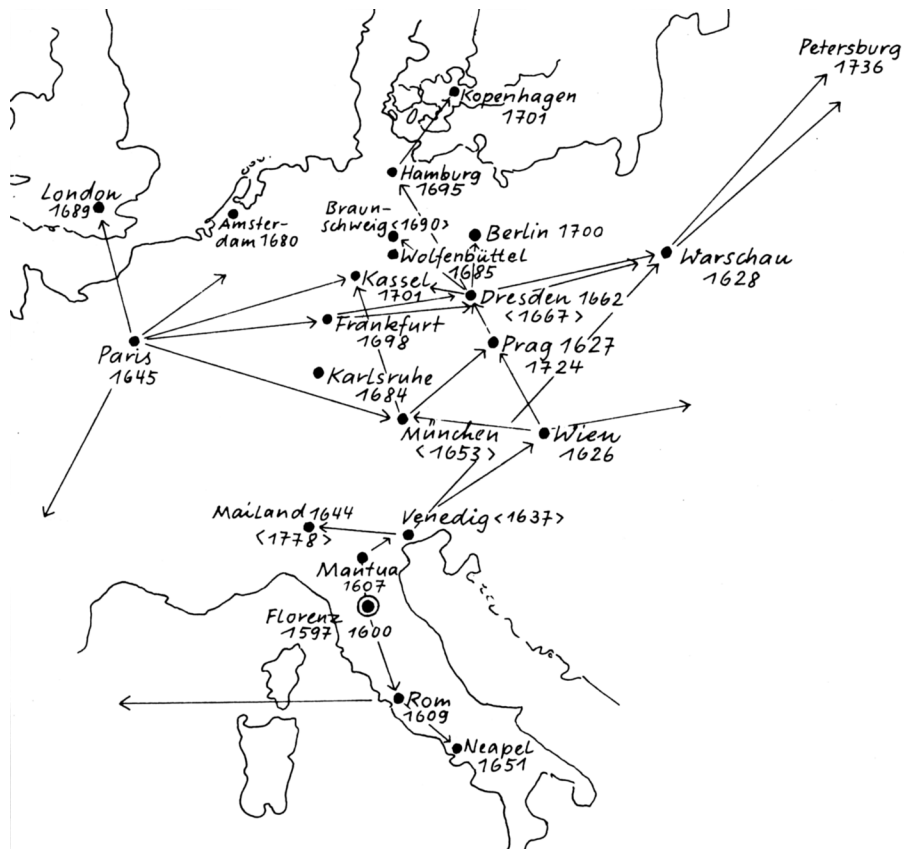 Petersburg
1736
Kopenhagen
1701
Hamburg
1695
London
1689
Amster-
dam 1680
Braun-
schweig <1690>
Berlin 1700
Wolfenbüttel
1685
Warschau
1628
Kassel
1701
Dresden 1662
<1667>
Frankfurt
1698
Prag 1627
1724
Paris
1645
Karlsruhe
1684
München
<1653>
Wien
1626
Mailand 1644
<1778>
Venedig <1637>
Mantua
1607
Florenz
1597 1600
Rom
1609
Neapel
1651